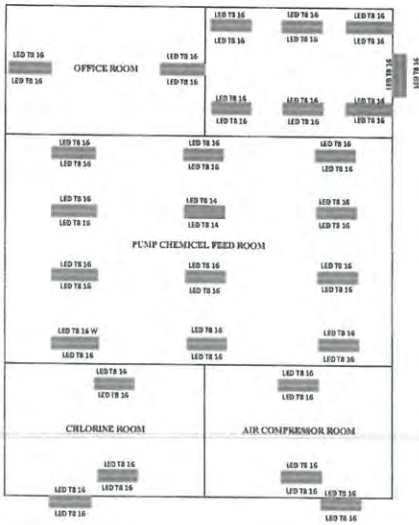 LED T8 16 LED T8 16 LED T8 16
LED T8 16 LED T8 16 LED T8 16
LED T8 16 LED T8 16
OFFICE ROOM
LED T8 16 LED T8 16
LED T8 16
LED T8 16
LED T8 16 LED T8 16 LED T8 16
LED T8 16 LED T8 16 LED T8 16
LED T8 16 LED T8 16 LED T8 16
LED T8 16 LED T8 16 LED T8 16
LED T8 16 LED T8 14 LED T8 16
LED T8 16 LED T8 14 LED T8 16
PUMP CHEMICEL FEED ROOM
LED T8 16 LED T8 16 LED T8 16
LED T8 16 LED T8 16 LED T8 16
LED T8 16 W LED T8 16 LED T8 16
LED T8 16 LED T8 16 LED T8 16
LED T8 16 LED T8 16
LED T8 16 LED T8 16
CHLORINE ROOM AIR COMPRESSOR ROOM
LED T8 16 LED T8 16
LED T8 16 LED T8 16
LED T8 16 LED T8 16
LED T8 16 LED T8 16